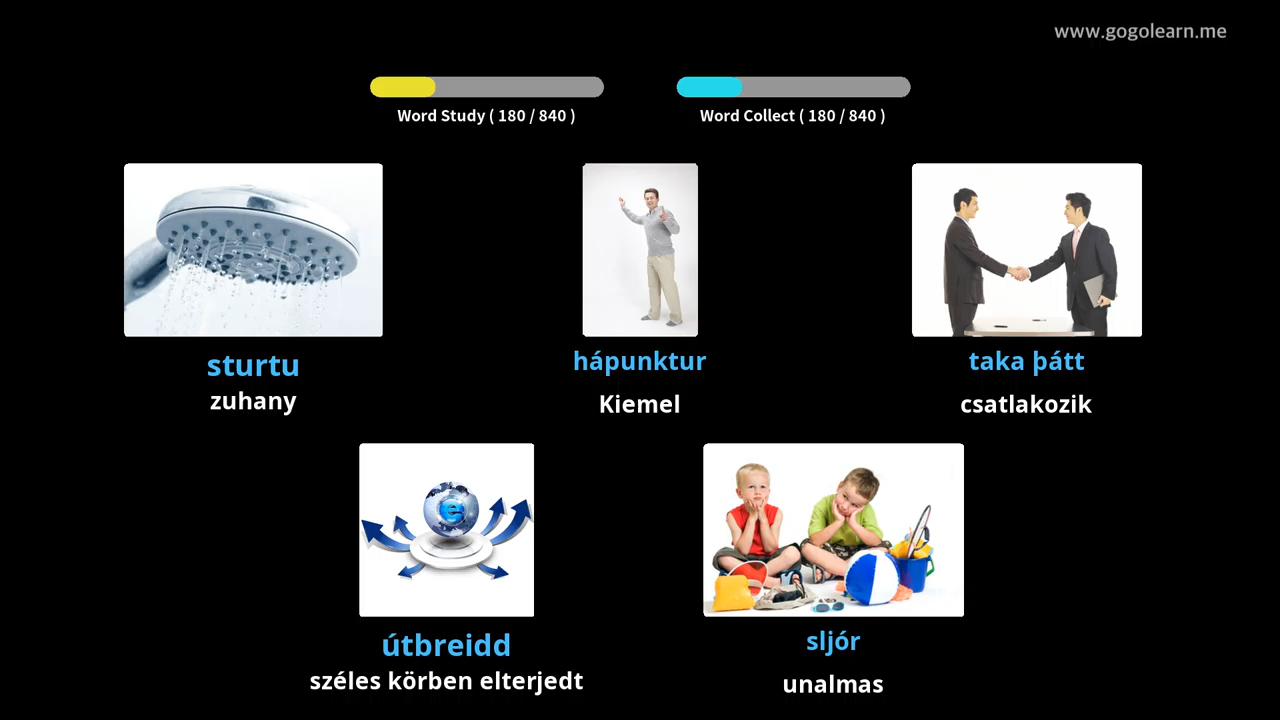 www.gogolearn.me
Word Study ( 180 / 840 )
Word Collect ( 180 / 840 )
sturtu
zuhany
hápunktur
Kiemel
taka þátt
csatlakozik
útbreidd
széles körben elterjedt
sljór
unalmas